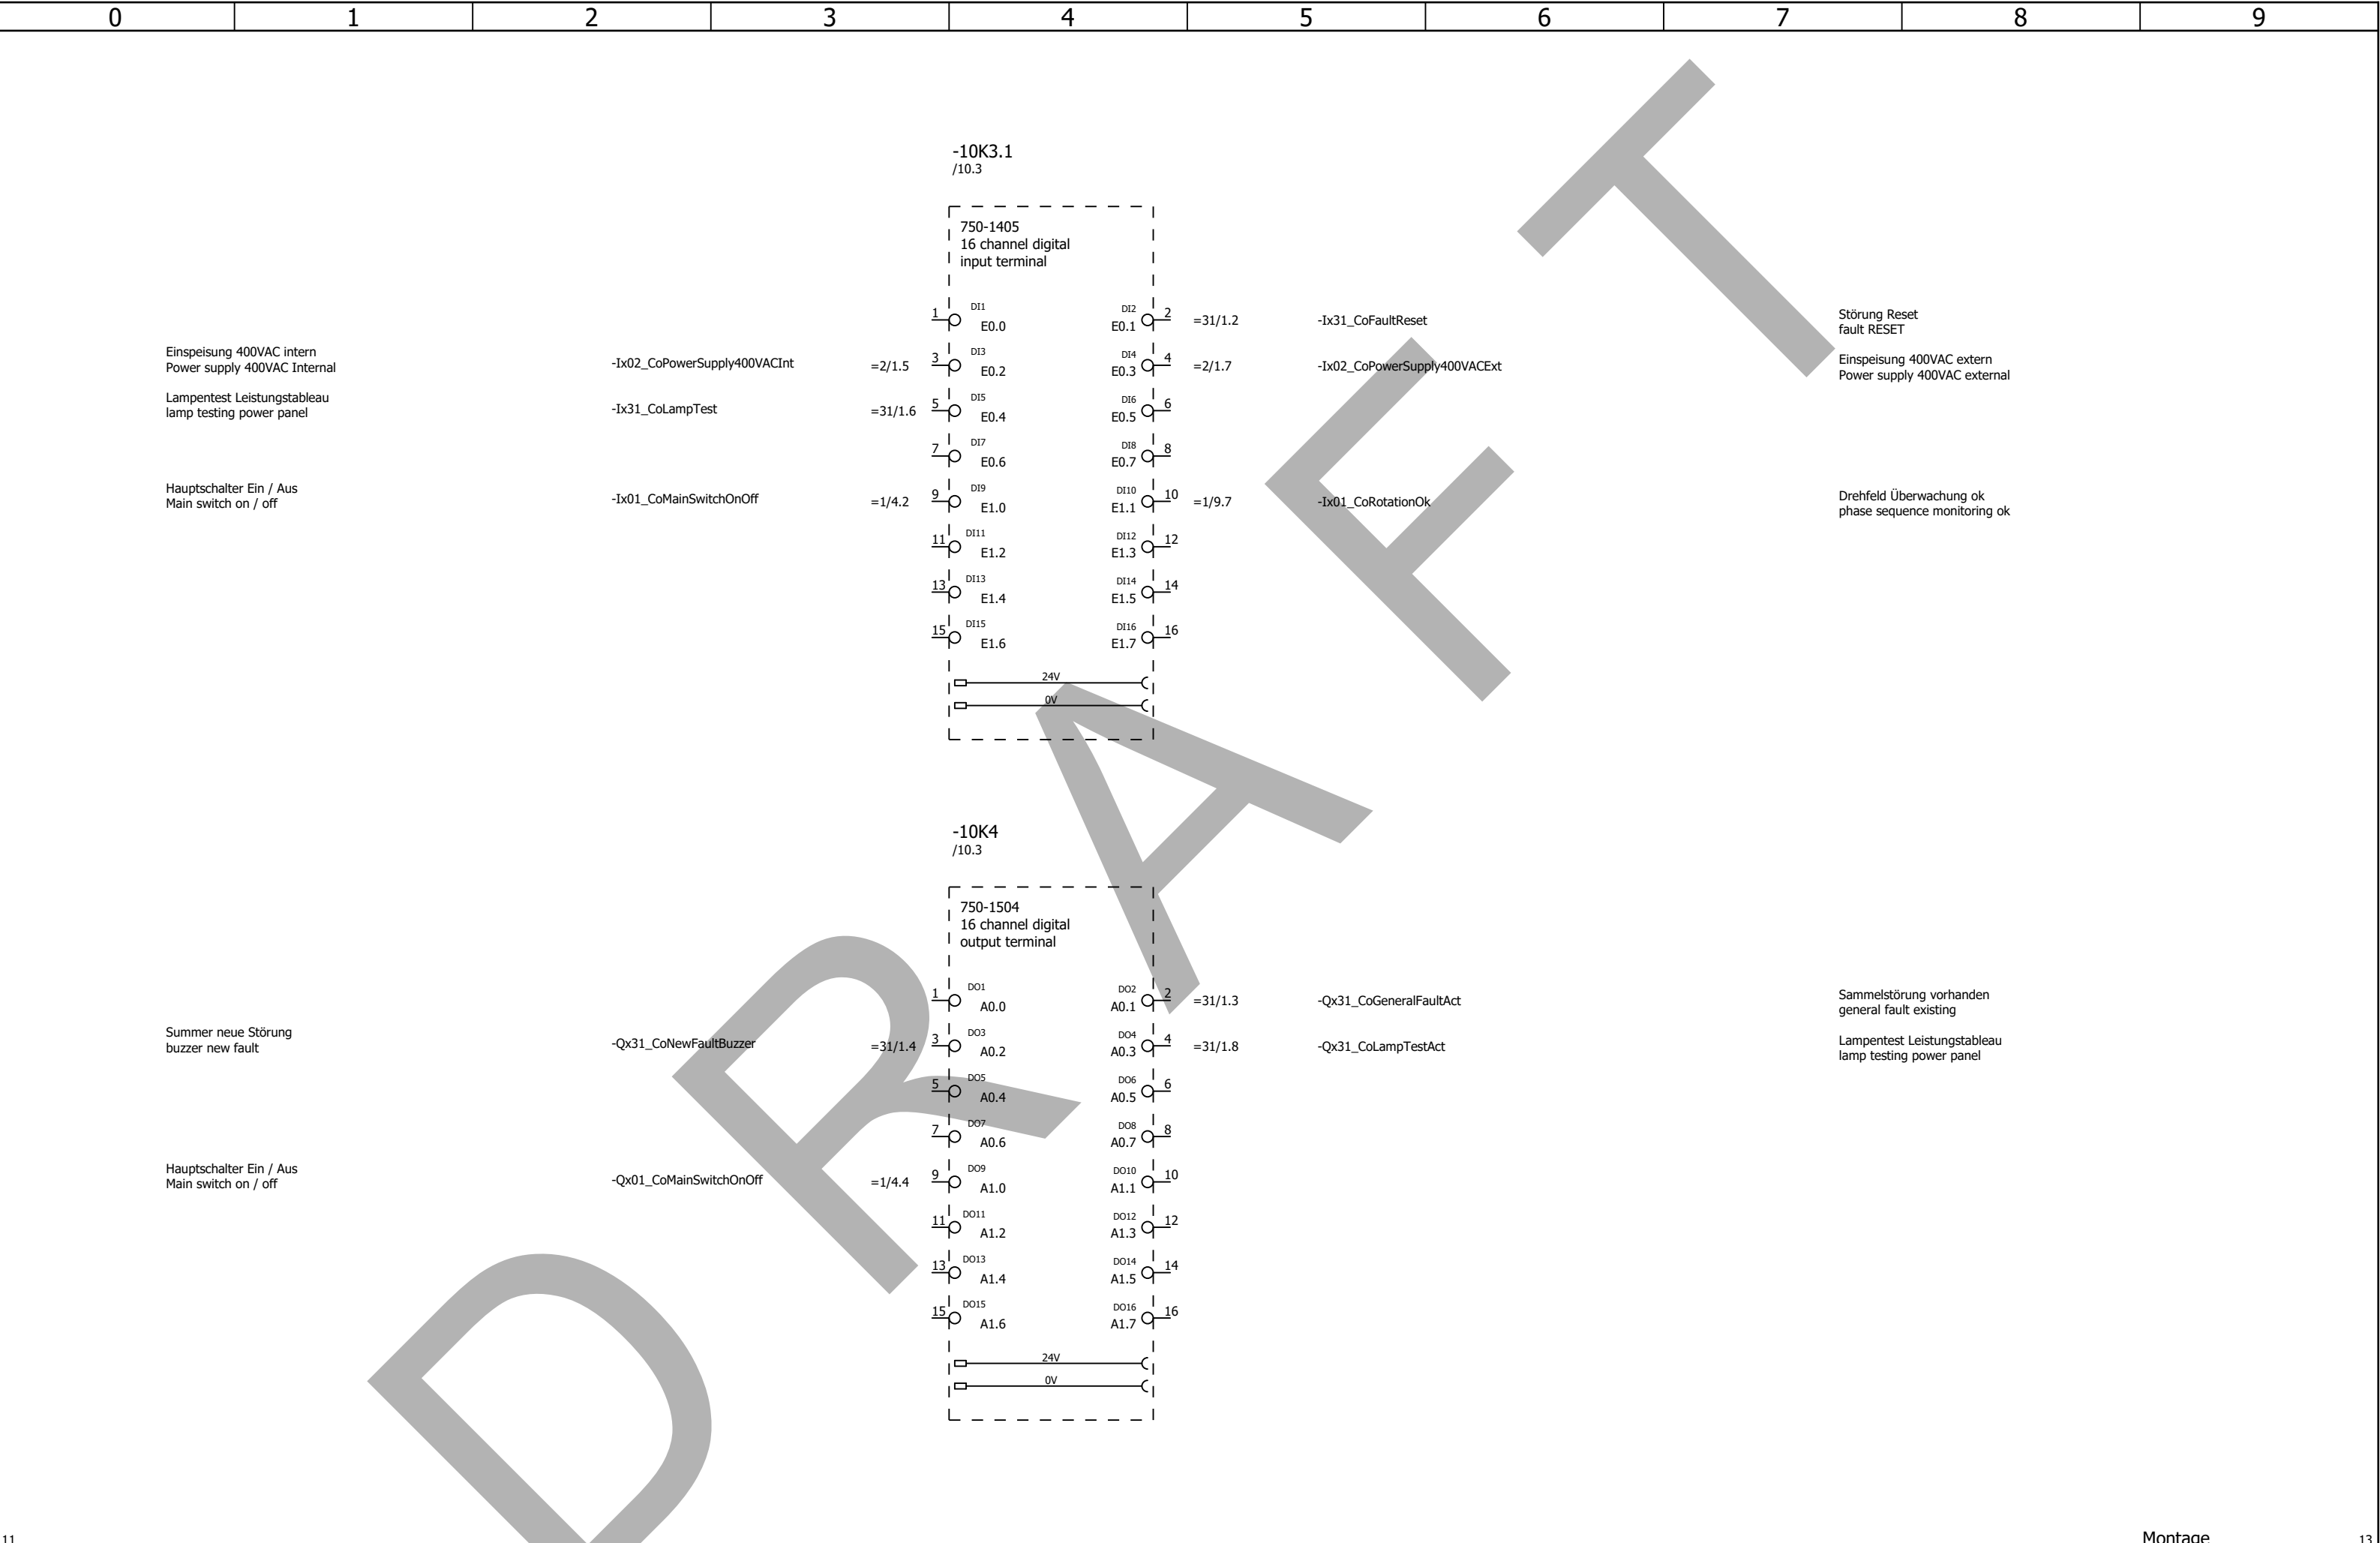 0 1 2 3 4 5 6 7 8 9
-10K3.1
/10.3
750-1405
16 channel digital
input terminal
1 DI1 E0.0 DI2 E0.1 2 =31/1.2 -Ix31_CoFaultReset
Störung Reset
fault RESET
Einspeisung 400VAC intern
Power supply 400VAC Internal
-Ix02_CoPowerSupply400VACInt =2/1.5 3 DI3 E0.2 DI4 E0.3 4 =2/1.7 -Ix02_CoPowerSupply400VACExt
Einspeisung 400VAC extern
Power supply 400VAC external
Lampentest Leistungstableau
lamp testing power panel
-Ix31_CoLampTest =31/1.6 5 DI5 E0.4 DI6 E0.5 6
7 DI7 E0.6 DI8 E0.7 8
Hauptschalter Ein / Aus
Main switch on / off
-Ix01_CoMainSwitchOnOff =1/4.2 9 DI9 E1.0 DI10 E1.1 10 =1/9.7 -Ix01_CoRotationOk
Drehfeld Überwachung ok
phase sequence monitoring ok
11 DI11 E1.2 DI12 E1.3 12
13 DI13 E1.4 DI14 E1.5 14
15 DI15 E1.6 DI16 E1.7 16
24V
0V
-10K4
/10.3
750-1504
16 channel digital
output terminal
1 DO1 A0.0 DO2 A0.1 2 =31/1.3 -Qx31_CoGeneralFaultAct
Sammelstörung vorhanden
general fault existing
Summer neue Störung
buzzer new fault
-Qx31_CoNewFaultBuzzer =31/1.4 3 DO3 A0.2 DO4 A0.3 4 =31/1.8 -Qx31_CoLampTestAct
Lampentest Leistungstableau
lamp testing power panel
5 DO5 A0.4 DO6 A0.5 6
7 DO7 A0.6 DO8 A0.7 8
Hauptschalter Ein / Aus
Main switch on / off
-Qx01_CoMainSwitchOnOff =1/4.4 9 DO9 A1.0 DO10 A1.1 10
11 DO11 A1.2 DO12 A1.3 12
13 DO13 A1.4 DO14 A1.5 14
15 DO15 A1.6 DO16 A1.7 16
24V
0V
DRAFT
11 Montage 13